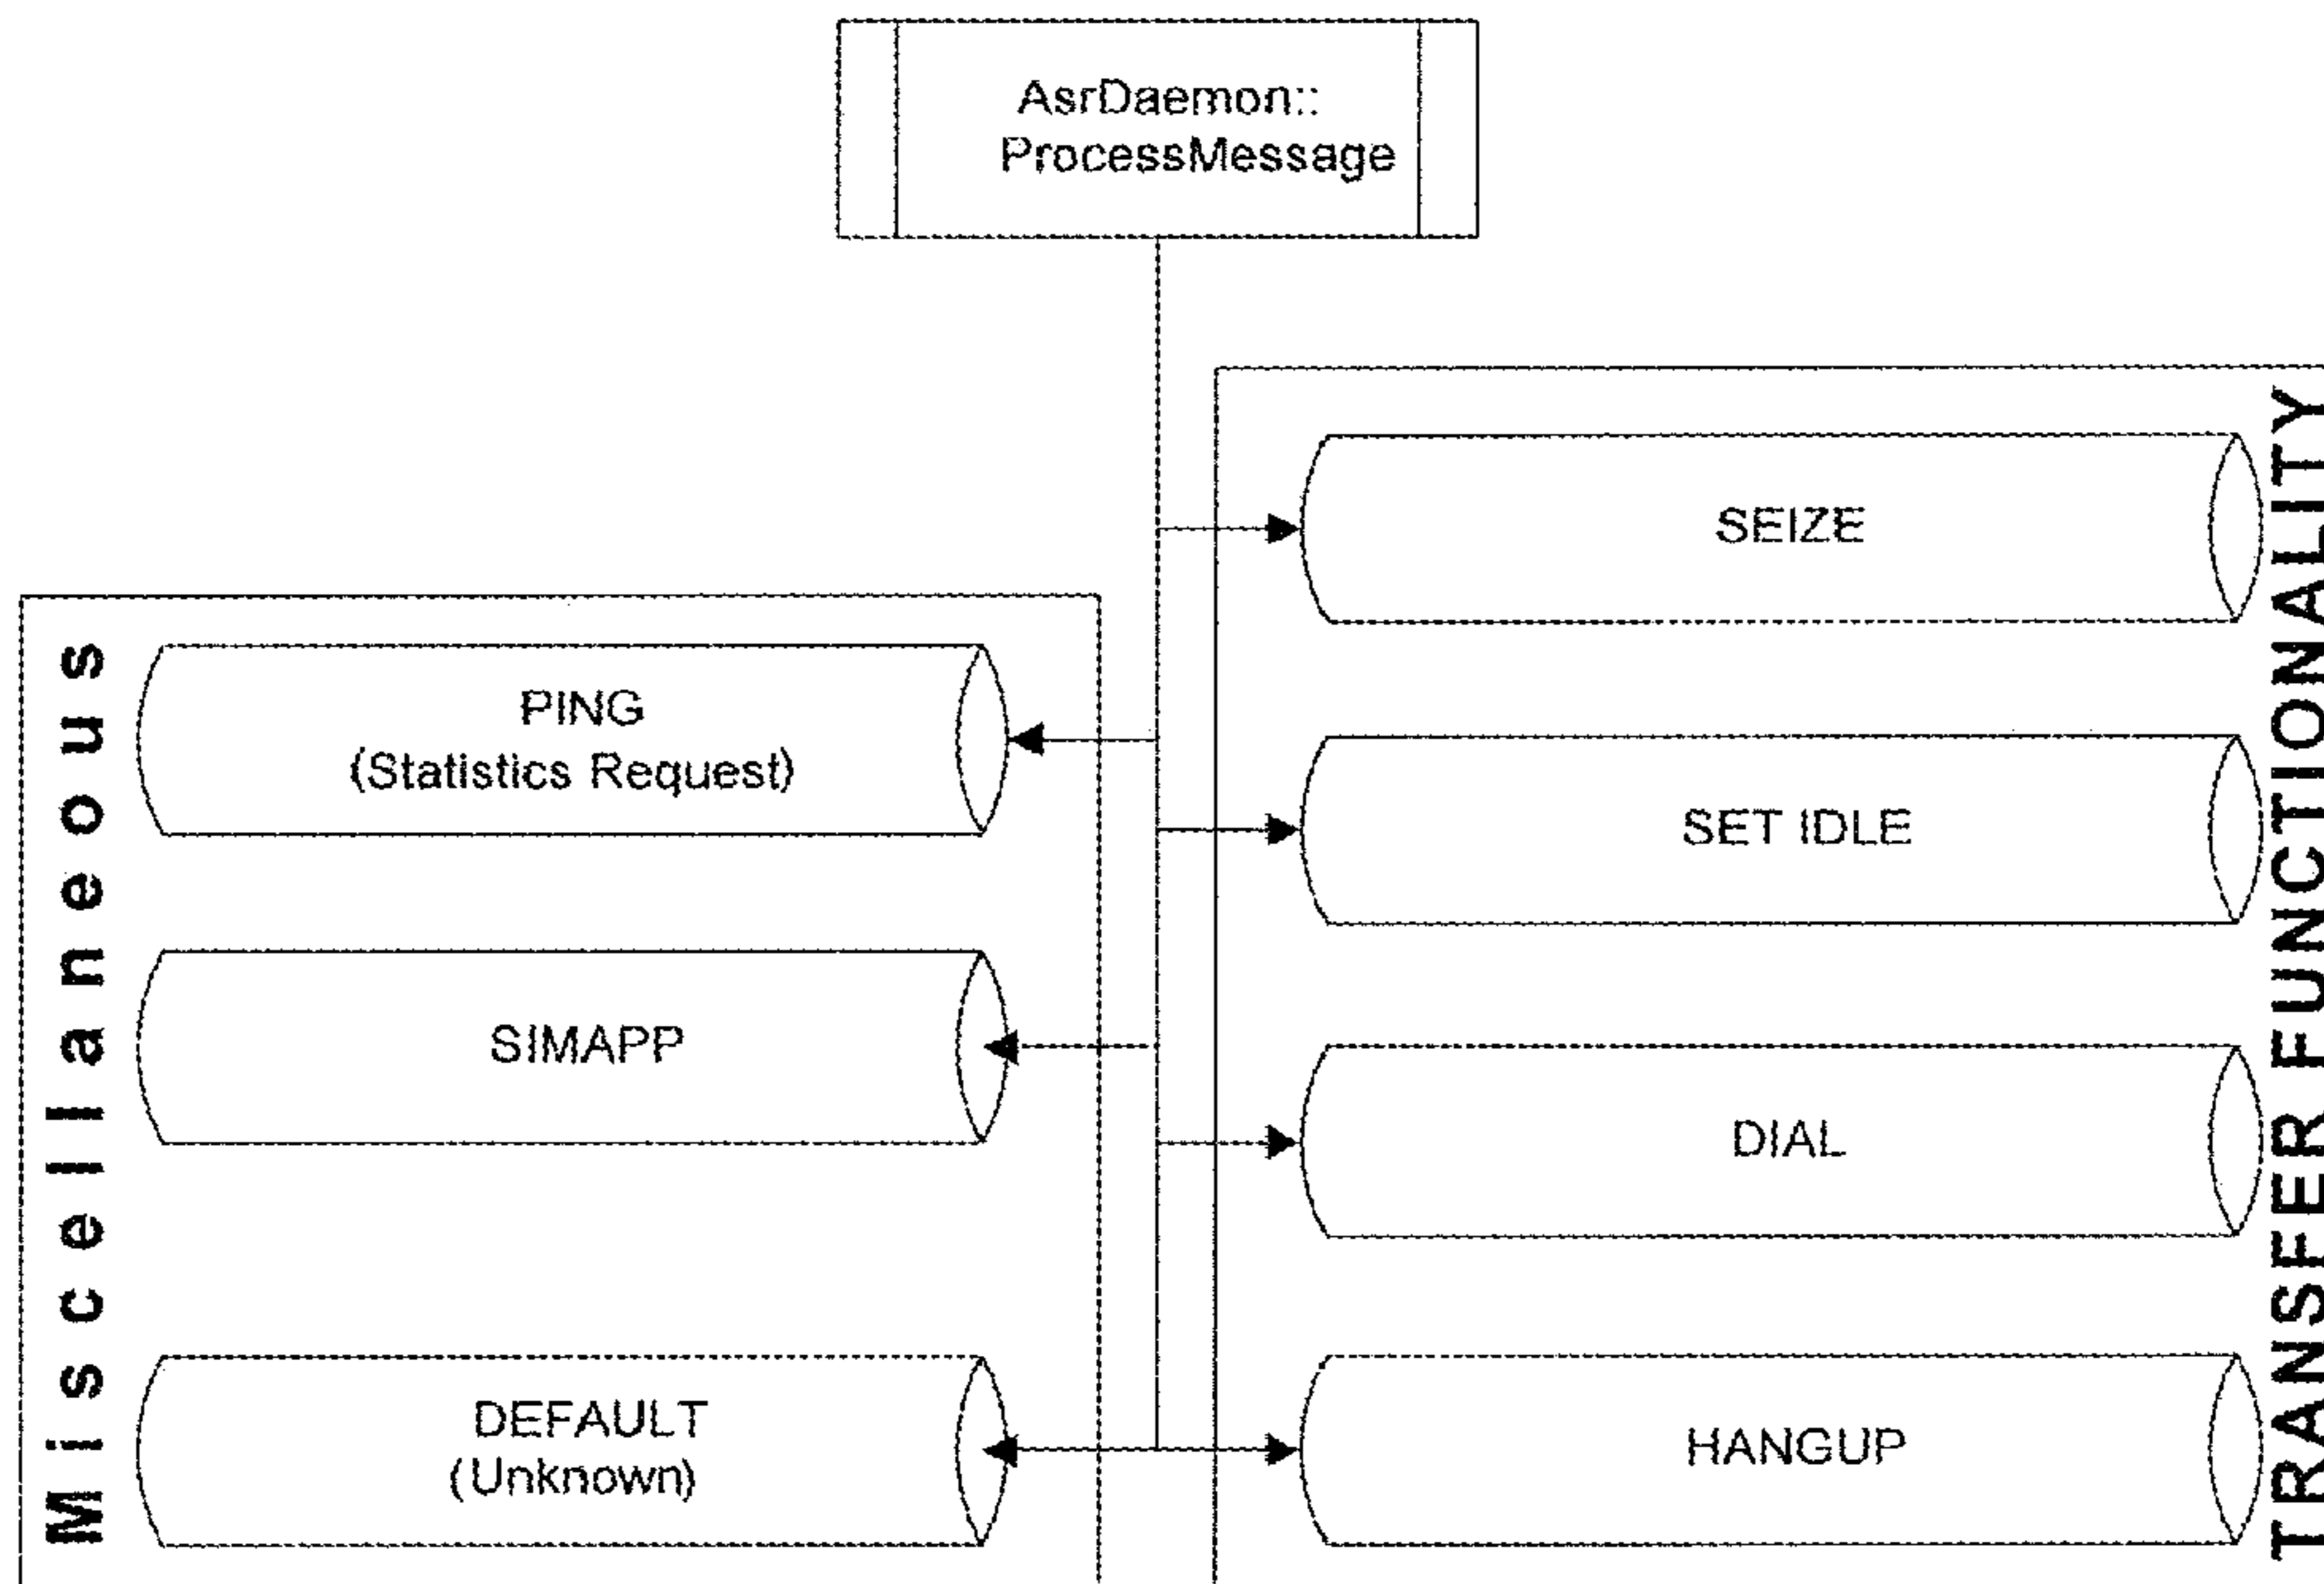 AsrDaemon::
ProcessMessage
Miscellaneous
PING
(Statistics Request)
SIMAPP
DEFAULT
(Unknown)
SEIZE
SET IDLE
DIAL
HANGUP
TRANSFER FUNCTIONALITY